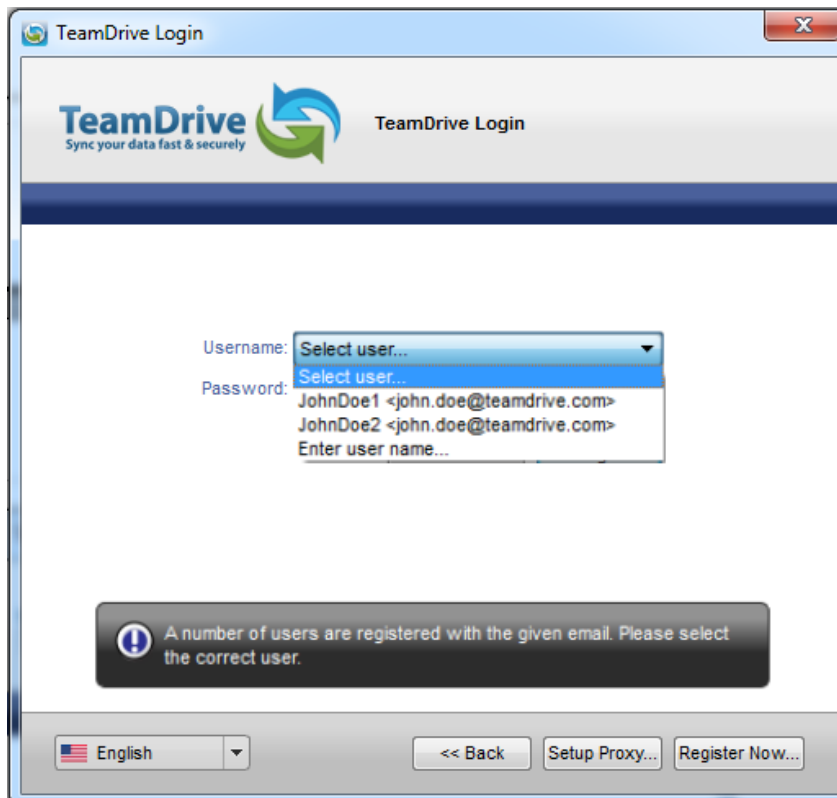 TeamDrive Login
TeamDrive
Sync your data fast & securely
TeamDrive Login
Username: Select user...
Select user...
Password:
JohnDoe1 <john.doe@teamdrive.com>
JohnDoe2 <john.doe@teamdrive.com>
Enter user name...
A number of users are registered with the given email. Please select
the correct user.
English
<< Back
Setup Proxy...
Register Now...